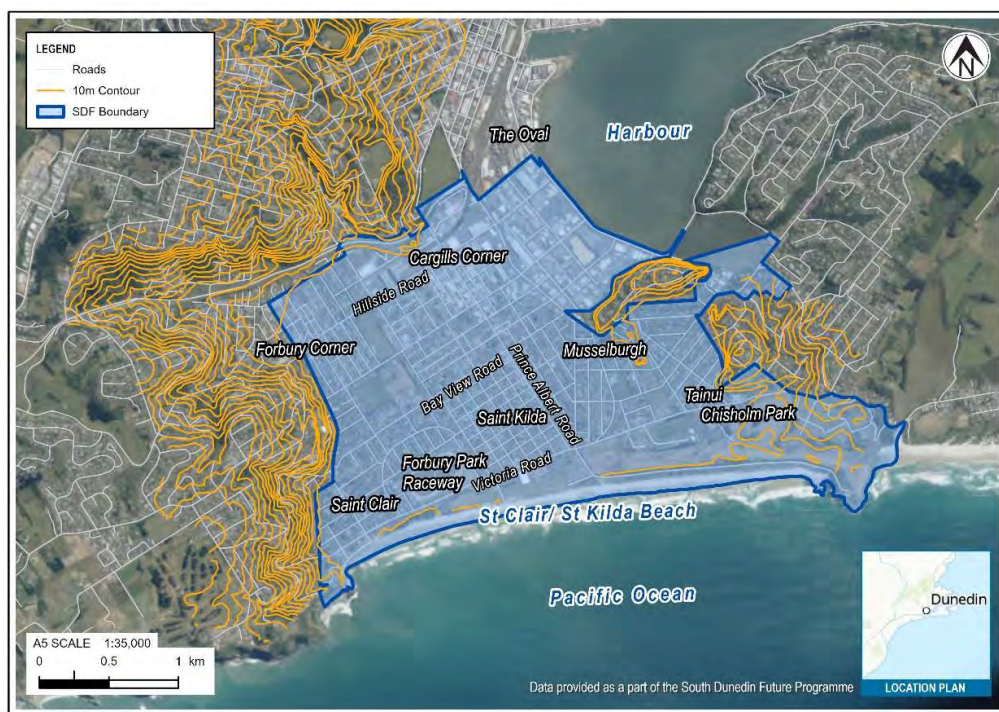 LEGEND
Roads
10m Contour
SDF Boundary
N
The Oval
Harbour
Cargills Corner
Hillside Road
Forbury Corner
Musselburgh
Prince Albert Road
Bay View Road
Tainui
Saint Kilda
Chisholm Park
Forbury Park
Raceway
Victoria Road
Saint Clair
St Clair/ St Kilda Beach
Pacific Ocean
Dunedin
A5 SCALE 1:35,000
0 0.5 1 km
Data provided as a part of the South Dunedin Future Programme
LOCATION PLAN